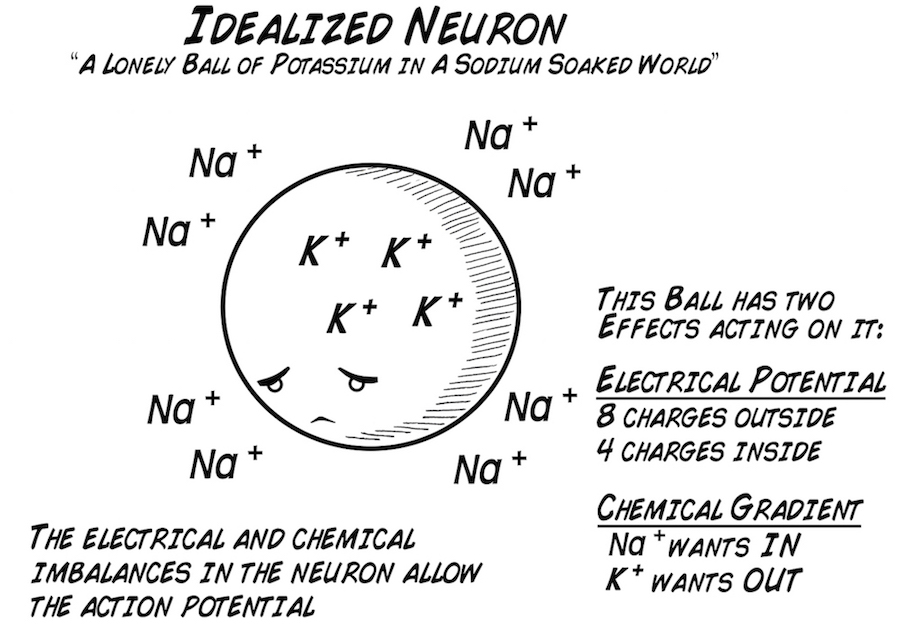 IDEALIZED NEURON
"A LONELY BALL OF POTASSIUM IN A SODIUM SOAKED WORLD"
Na +
Na +
Na +
Na +
K + K +
K + K +
Na +
Na +
Na +
Na +
THIS BALL HAS TWO
EFFECTS ACTING ON IT:
ELECTRICAL POTENTIAL
8 CHARGES OUTSIDE
4 CHARGES INSIDE
CHEMICAL GRADIENT
Na + WANTS IN
K + WANTS OUT
THE ELECTRICAL AND CHEMICAL
IMBALANCES IN THE NEURON ALLOW
THE ACTION POTENTIAL